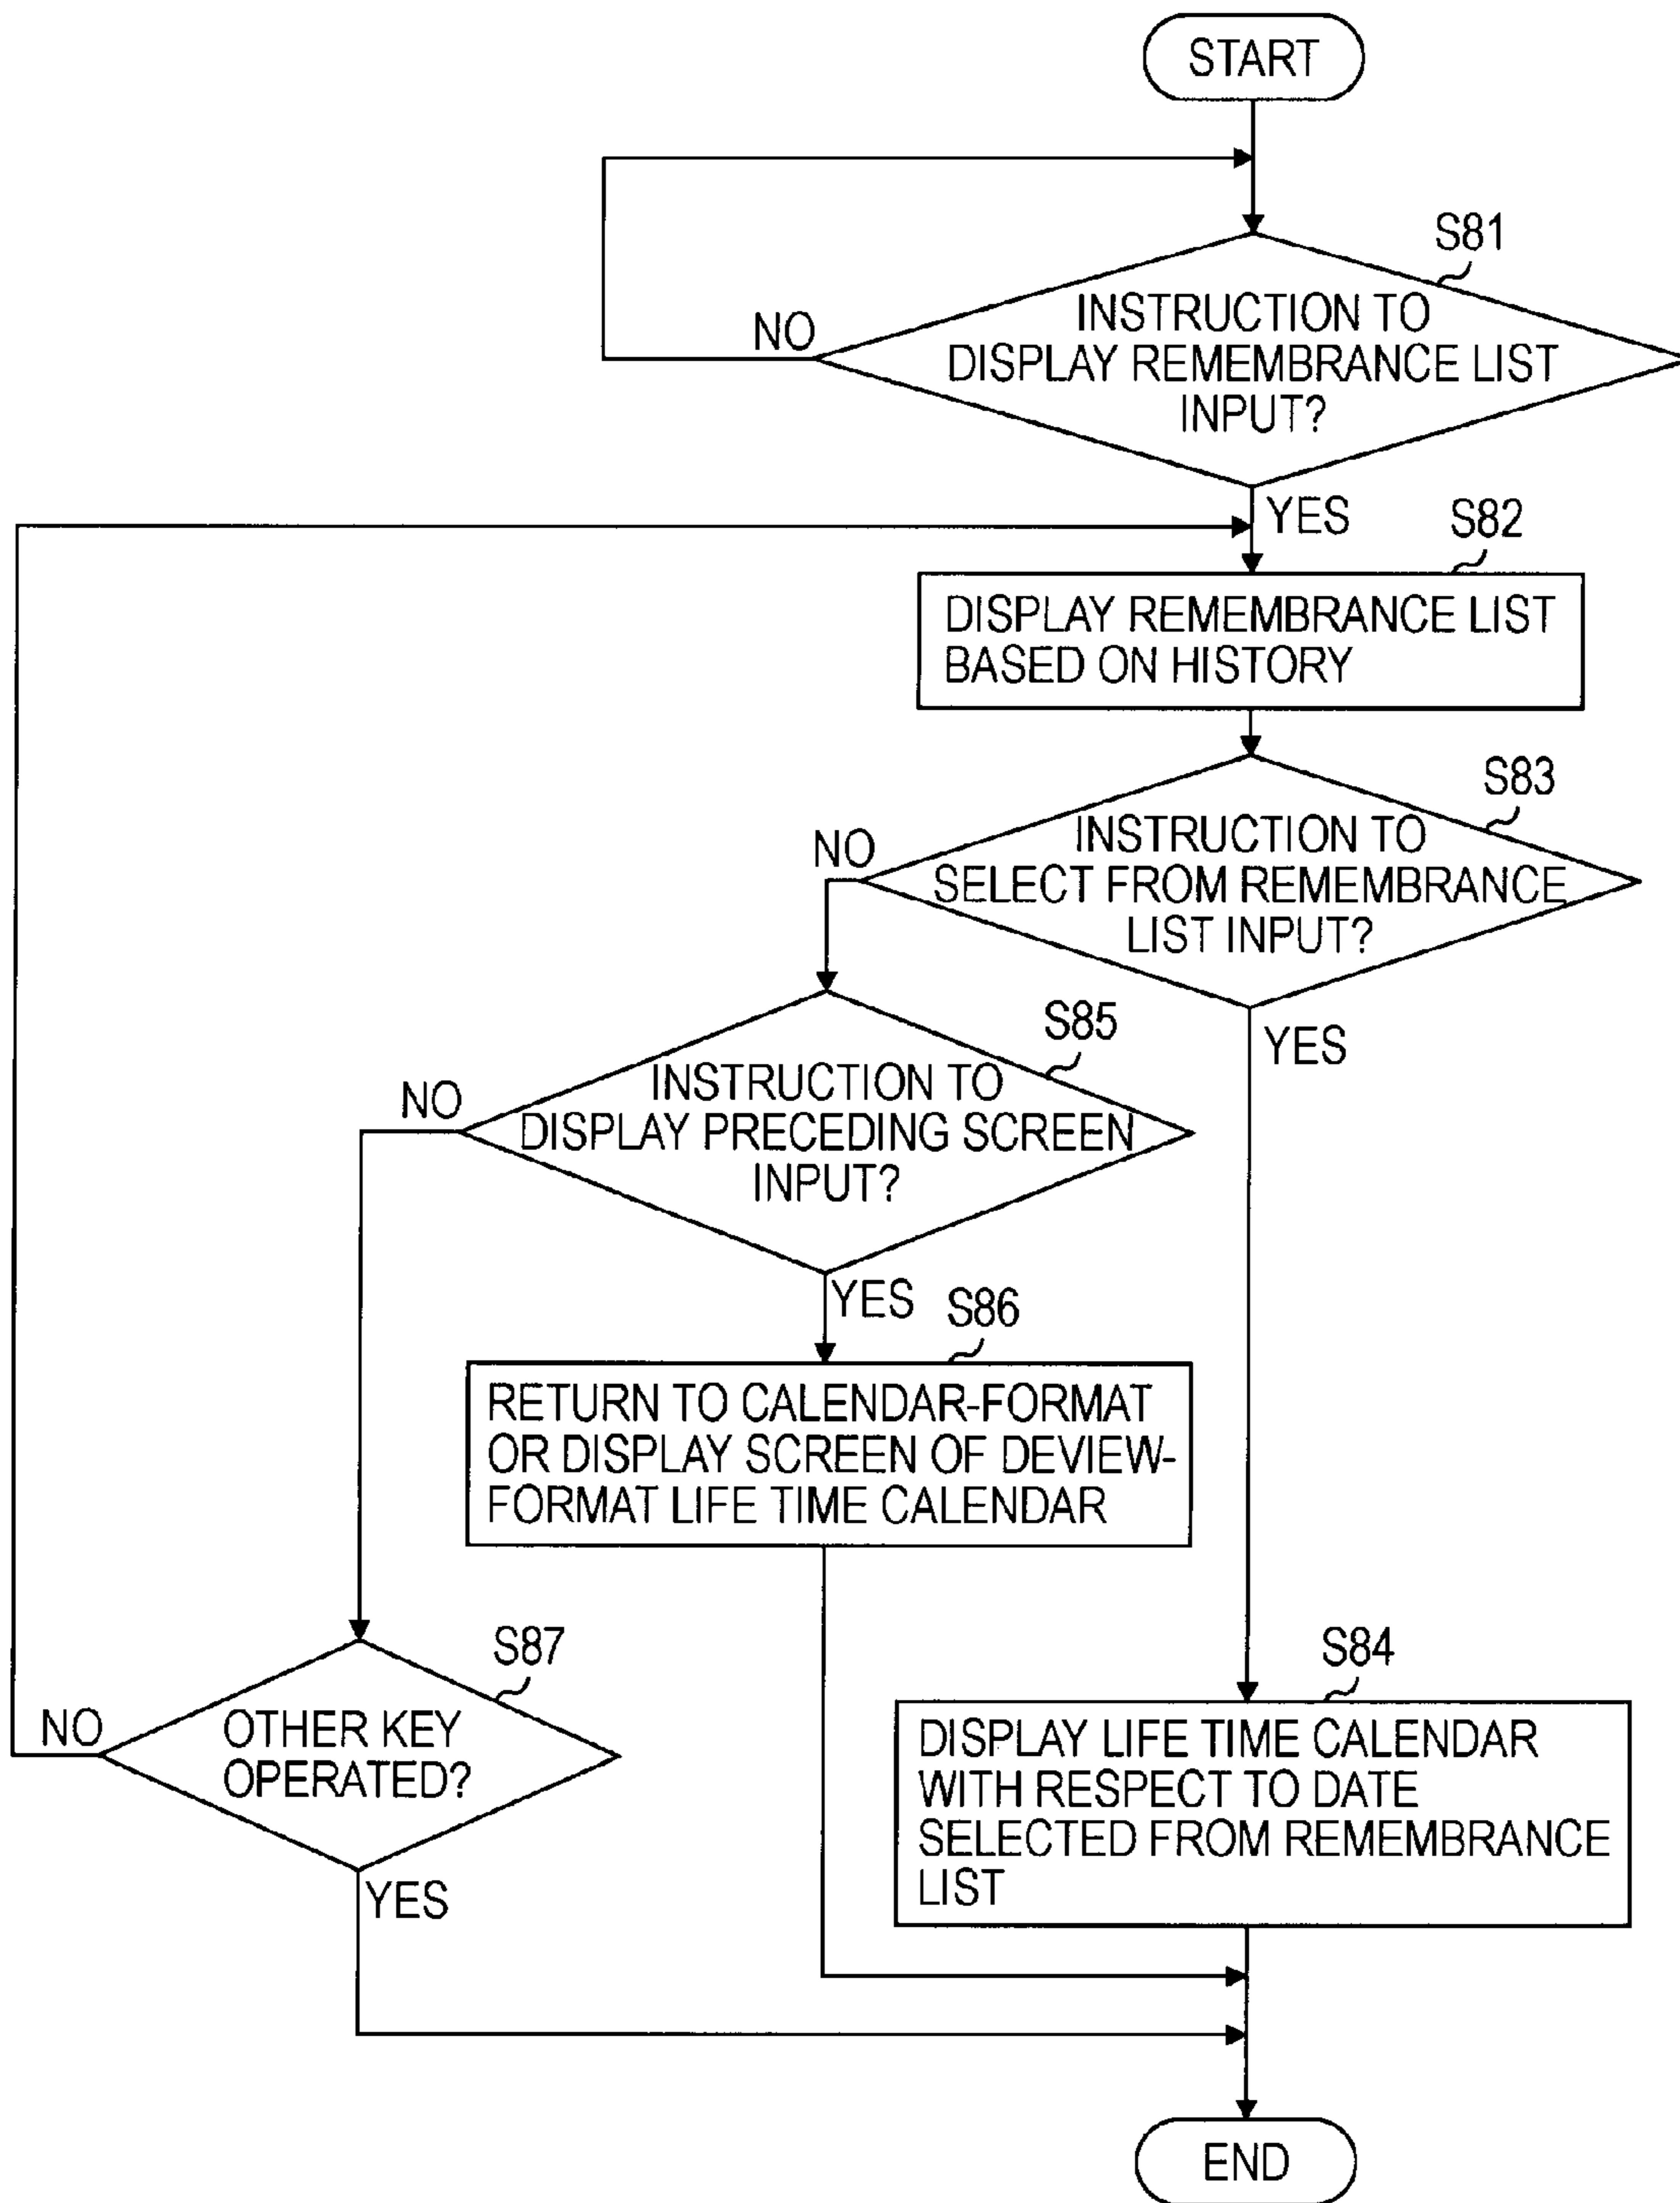 START
S81
INSTRUCTION TO
DISPLAY REMEMBRANCE LIST
INPUT?
NO
YES
S82
DISPLAY REMEMBRANCE LIST
BASED ON HISTORY
S83
INSTRUCTION TO
SELECT FROM REMEMBRANCE
LIST INPUT?
NO
YES
S85
INSTRUCTION TO
DISPLAY PRECEDING SCREEN
INPUT?
NO
YES
S86
RETURN TO CALENDAR-FORMAT
OR DISPLAY SCREEN OF DEVIEW-
FORMAT LIFE TIME CALENDAR
S87
OTHER KEY
OPERATED?
NO
YES
S84
DISPLAY LIFE TIME CALENDAR
WITH RESPECT TO DATE
SELECTED FROM REMEMBRANCE
LIST
END